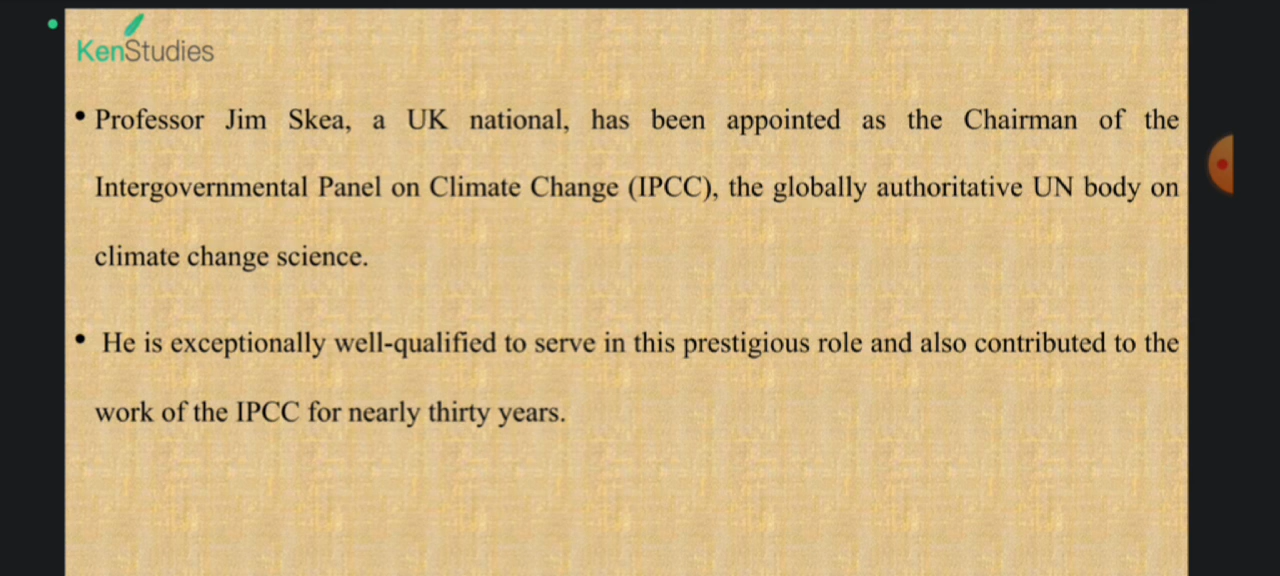 KenStudies
• Professor Jim Skea, a UK national, has been appointed as the Chairman of the
Intergovernmental Panel on Climate Change (IPCC), the globally authoritative UN body on
climate change science.
• He is exceptionally well-qualified to serve in this prestigious role and also contributed to the
work of the IPCC for nearly thirty years.